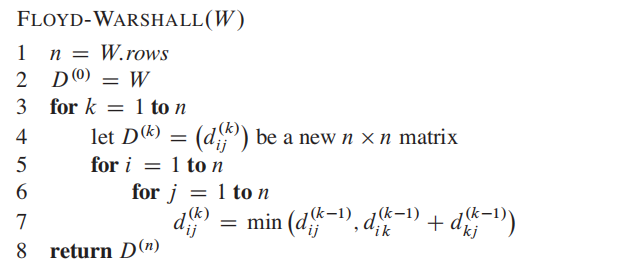 FLOYD-WARSHALL(W)
1 n = W.rows
2 D^(0) = W
3 for k = 1 to n
4 let D^(k) = (d_ij^(k)) be a new n × n matrix
5 for i = 1 to n
6 for j = 1 to n
7 d_ij^(k) = min (d_ij^(k−1), d_ik^(k−1) + d_kj^(k−1))
8 return D^(n)